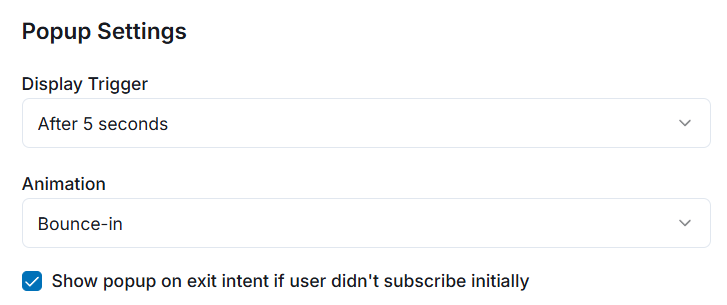 Popup Settings
Display Trigger
After 5 seconds
Animation
Bounce-in
Show popup on exit intent if user didn't subscribe initially